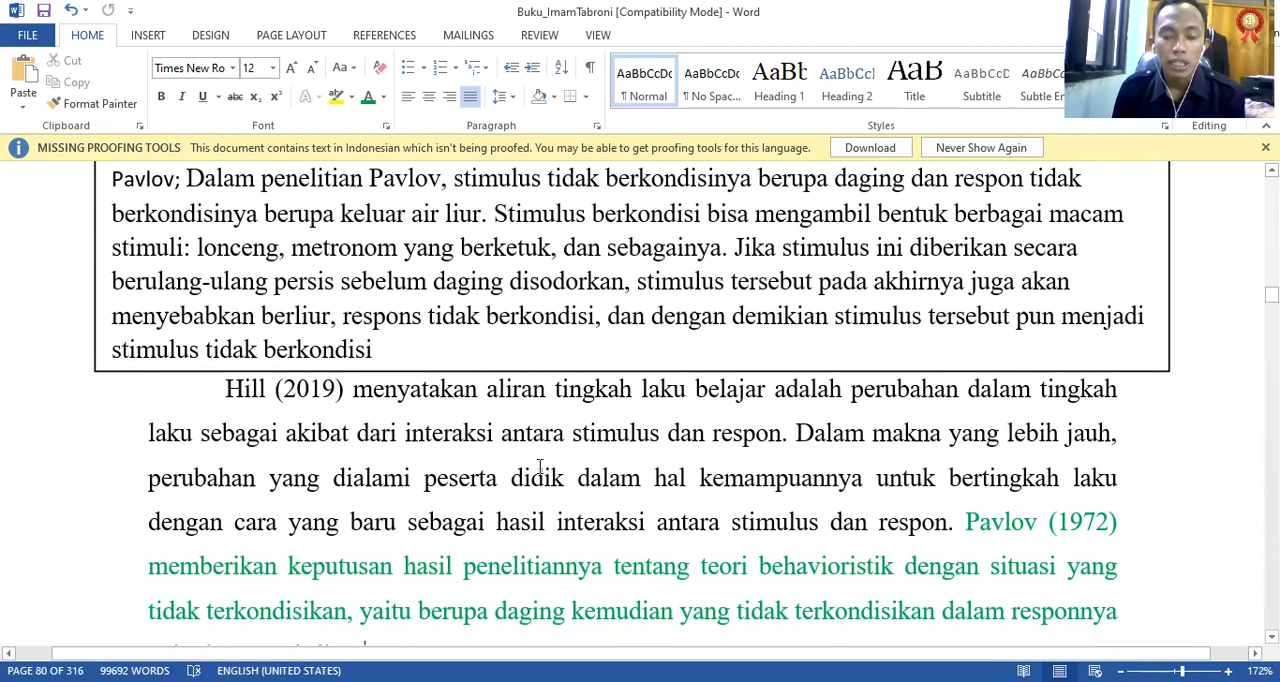 Buku_ImamTabroni [Compatibility Mode] - Word
FILE HOME INSERT DESIGN PAGE LAYOUT REFERENCES MAILINGS REVIEW VIEW
Paste
Cut
Copy
Format Painter
Times New Ro 12
AaBbCcDc AaBbCcDc AaBb( AaBbCcl AaB AaBbCcD
¶ Normal ¶ No Spac... Heading 1 Heading 2 Title Subtitle Subtle
Clipboard Font Paragraph Styles Editing
MISSING PROOFING TOOLS This document contains text in Indonesian which isn't being proofed. You may be able to get proofing tools for this language. Download Never Show Again
Pavlov; Dalam penelitian Pavlov, stimulus tidak berkondisinya berupa daging dan respon tidak
berkondisinya berupa keluar air liur. Stimulus berkondisi bisa mengambil bentuk berbagai macam
stimuli: lonceng, metronom yang berketuk, dan sebagainya. Jika stimulus ini diberikan secara
berulang-ulang persis sebelum daging disodorkan, stimulus tersebut pada akhirnya juga akan
menyebabkan berliur, respons tidak berkondisi, dan dengan demikian stimulus tersebut pun menjadi
stimulus tidak berkondisi
Hill (2019) menyatakan aliran tingkah laku belajar adalah perubahan dalam tingkah
laku sebagai akibat dari interaksi antara stimulus dan respon. Dalam makna yang lebih jauh,
perubahan yang dialami peserta didik dalam hal kemampuannya untuk bertingkah laku
dengan cara yang baru sebagai hasil interaksi antara stimulus dan respon. Pavlov (1972)
memberikan keputusan hasil penelitiannya tentang teori behavioristik dengan situasi yang
tidak terkondisikan, yaitu berupa daging kemudian yang tidak terkondisikan dalam responnya
PAGE 80 OF 316 99692 WORDS ENGLISH (UNITED STATES) 172%